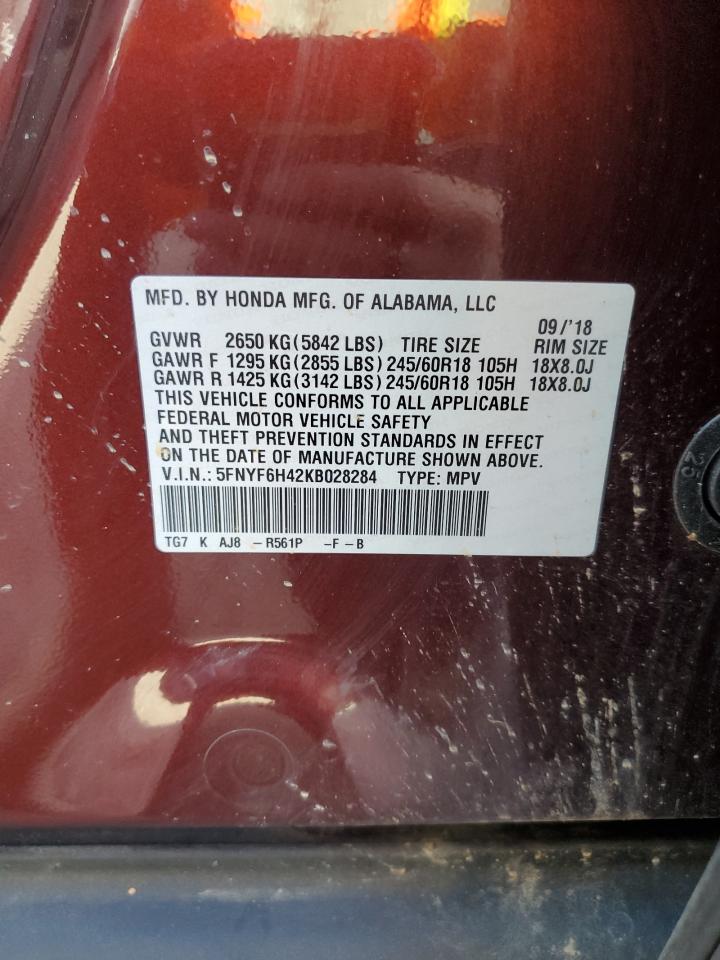 MFD. BY HONDA MFG. OF ALABAMA, LLC
09/'18
GVWR 2650 KG(5842 LBS) TIRE SIZE RIM SIZE
GAWR F 1295 KG(2855 LBS) 245/60R18 105H 18X8.0J
GAWR R 1425 KG(3142 LBS) 245/60R18 105H 18X8.0J
THIS VEHICLE CONFORMS TO ALL APPLICABLE
FEDERAL MOTOR VEHICLE SAFETY
AND THEFT PREVENTION STANDARDS IN EFFECT
ON THE DATE OF MANUFACTURE SHOWN ABOVE.
V.I.N.: 5FNYF6H42KB028284 TYPE: MPV
TG7 K AJ8 -R561P -F-B